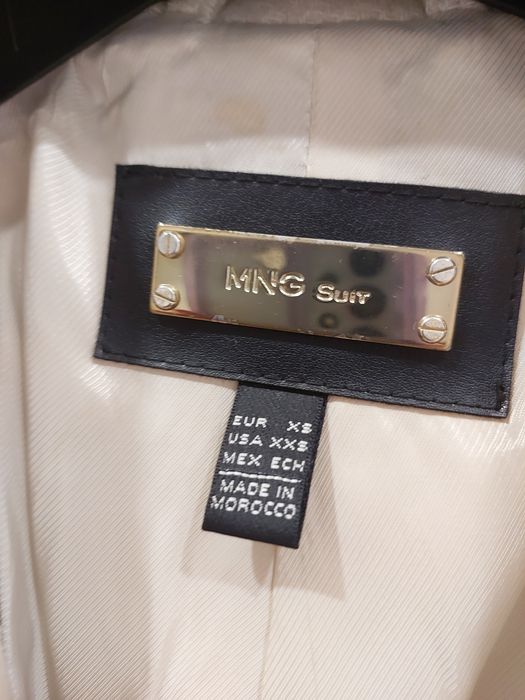 MNG SUIT
EUR XS
USA XXS
MEX ECH
MADE IN
MOROCCO